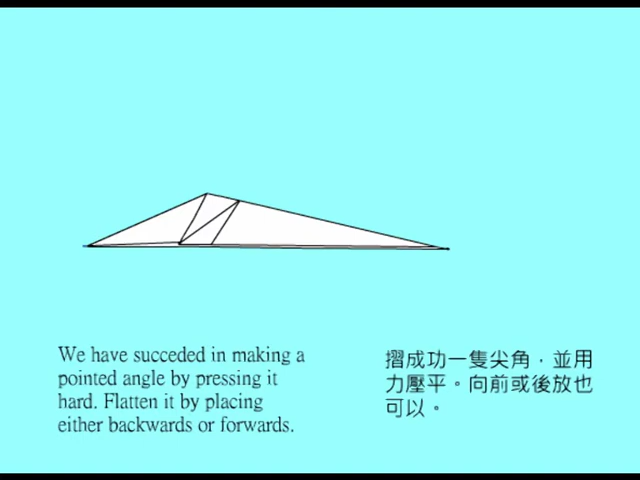 We have succeded in making a
pointed angle by pressing it
hard. Flatten it by placing
either backwards or forwards.
摺成功一隻尖角，並用
力壓平。向前或後放也
可以。